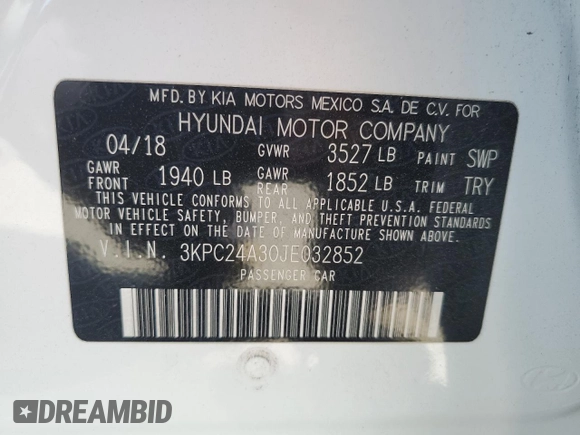 MFD. BY KIA MOTORS MEXICO S.A. DE C.V. FOR
HYUNDAI MOTOR COMPANY
04/18 GVWR 3527 LB PAINT SWP
GAWR FRONT 1940 LB GAWR REAR 1852 LB TRIM TRY
THIS VEHICLE CONFORMS TO ALL APPLICABLE U.S.A. FEDERAL
MOTOR VEHICLE SAFETY, BUMPER, AND THEFT PREVENTION STANDARDS
IN EFFECT ON THE DATE OF MANUFACTURE SHOWN ABOVE.
V.I.N. 3KPC24A30JE032852
PASSENGER CAR
DREAMBID